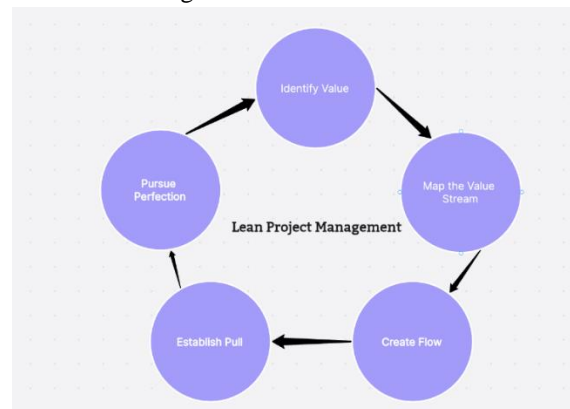 Identify Value
Map the Value
Stream
Pursue
Perfection
Lean Project Management
Establish Pull
Create Flow